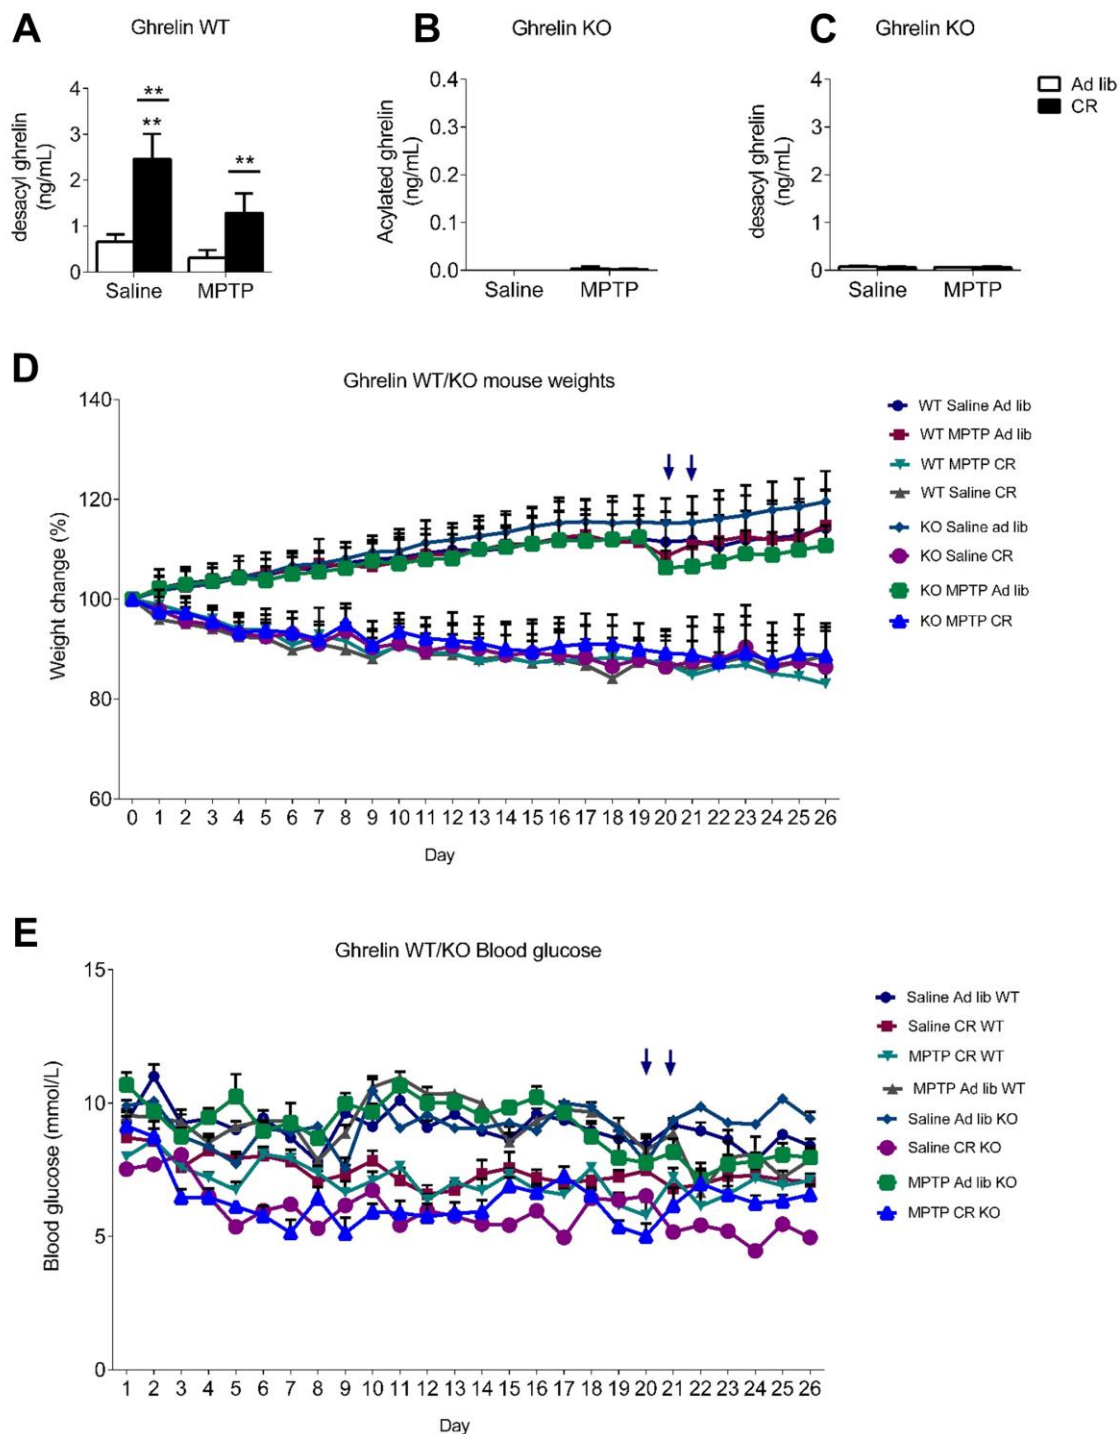 A
Ghrelin WT
desacyl ghrelin
(ng/mL)
4
3
2
1
0
**
**
**
Saline
MPTP
B
Ghrelin KO
Acylated ghrelin
(ng/mL)
0.4
0.3
0.2
0.1
0.0
Saline
MPTP
C
Ghrelin KO
desacyl ghrelin
(ng/mL)
4
3
2
1
0
Saline
MPTP
Ad lib
CR
D
Ghrelin WT/KO mouse weights
Weight change (%)
140
120
100
80
60
0 1 2 3 4 5 6 7 8 9 10 11 12 13 14 15 16 17 18 19 20 21 22 23 24 25 26
Day
WT Saline Ad lib
WT MPTP Ad lib
WT MPTP CR
WT Saline CR
KO Saline ad lib
KO Saline CR
KO MPTP Ad lib
KO MPTP CR
E
Ghrelin WT/KO Blood glucose
Blood glucose (mmol/L)
15
10
5
0
1 2 3 4 5 6 7 8 9 10 11 12 13 14 15 16 17 18 19 20 21 22 23 24 25 26
Day
Saline Ad lib WT
Saline CR WT
MPTP CR WT
MPTP Ad lib WT
Saline Ad lib KO
Saline CR KO
MPTP Ad lib KO
MPTP CR KO